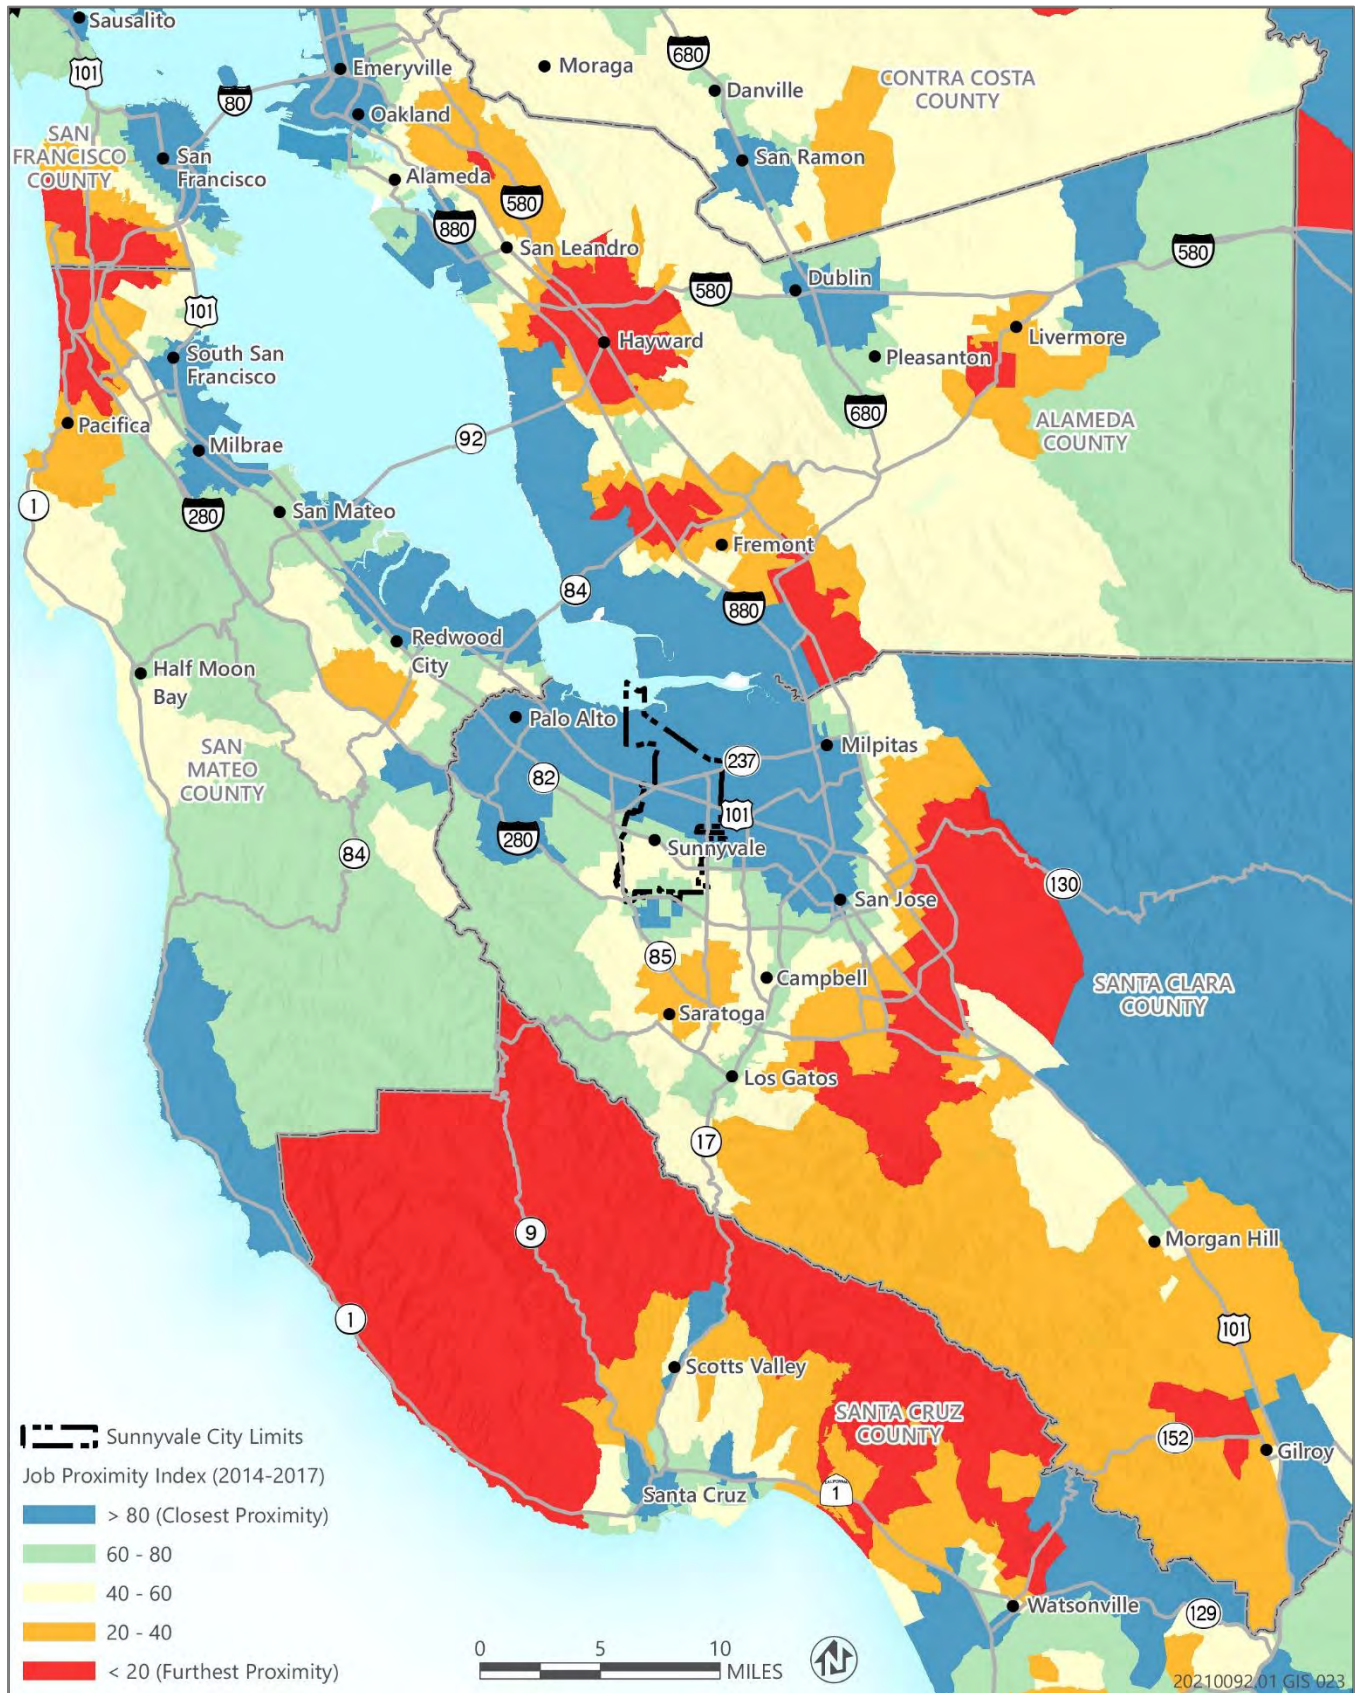 Sausalito
101
Emeryville
80
Oakland
Moraga
680
Danville
CONTRA COSTA
COUNTY
SAN
FRANCISCO
COUNTY
San
Francisco
Alameda
San Ramon
580
880
San Leandro
580
Dublin
580
101
South San
Francisco
Hayward
Pleasanton
Livermore
680
ALAMEDA
COUNTY
Pacifica
Milbrae
92
1
280
San Mateo
Fremont
84
880
Redwood
City
Half Moon
Bay
Palo Alto
SAN
MATEO
COUNTY
237
Milpitas
82
101
280
Sunnyvale
84
130
San Jose
85
Campbell
SANTA CLARA
COUNTY
Saratoga
Los Gatos
17
9
Morgan Hill
1
101
Scotts Valley
SANTA CRUZ
COUNTY
152
Gilroy
Santa Cruz
CALIFORNIA
1
Watsonville
129
Sunnyvale City Limits
Job Proximity Index (2014-2017)
> 80 (Closest Proximity)
60 - 80
40 - 60
20 - 40
< 20 (Furthest Proximity)
0 5 10
MILES
N
20210092.01 GIS 023